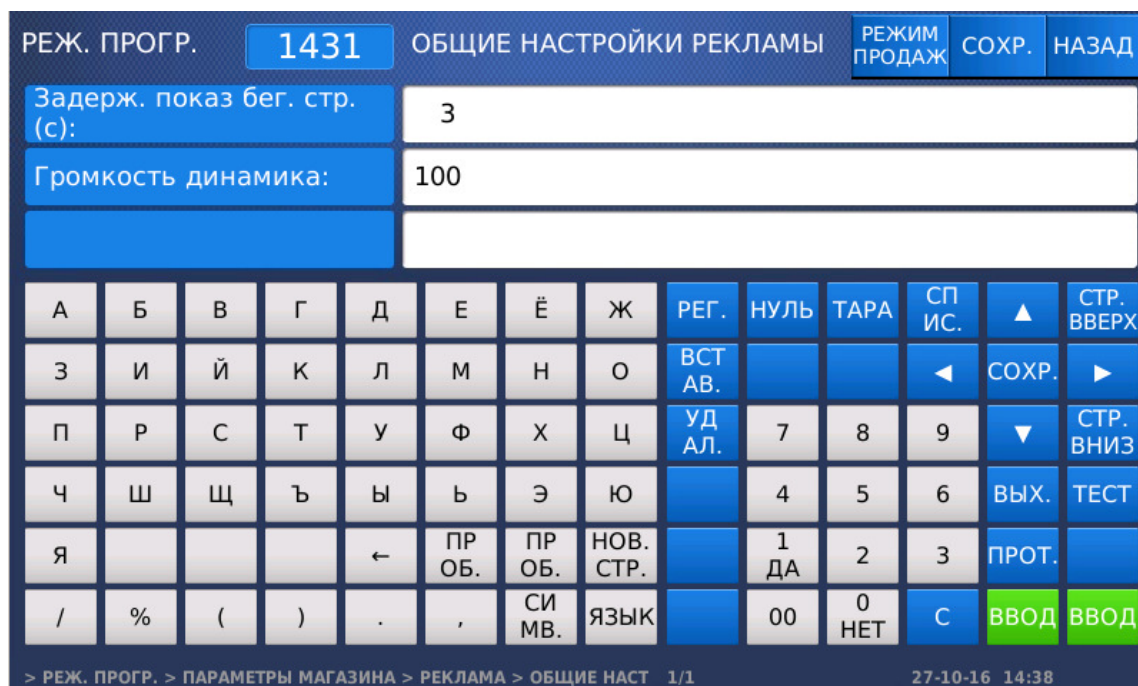 РЕЖ. ПРОГР. 1431 ОБЩИЕ НАСТРОЙКИ РЕКЛАМЫ РЕЖИМ ПРОДАЖ СОХР. НАЗАД
Задерж. показ бег. стр. (с): 3
Громкость динамика: 100
А Б В Г Д Е Ё Ж РЕГ. НУЛЬ ТАРА СП ИС. ▲ СТР. ВВЕРХ
З И Й К Л М Н О ВСТ АВ. ◀ СОХР. ▶
П Р С Т У Ф Х Ц УД АЛ. 7 8 9 ▼ СТР. ВНИЗ
Ч Ш Щ Ъ Ы Ь Э Ю 4 5 6 ВЫХ. ТЕСТ
Я ← ПР ОБ. ПР ОБ. НОВ. СТР. 1 ДА 2 3 ПРОТ.
/ % ( ) . , СИ МВ. ЯЗЫК 00 0 НЕТ С ВВОД ВВОД
> РЕЖ. ПРОГР. > ПАРАМЕТРЫ МАГАЗИНА > РЕКЛАМА > ОБЩИЕ НАСТ 1/1 27-10-16 14:38